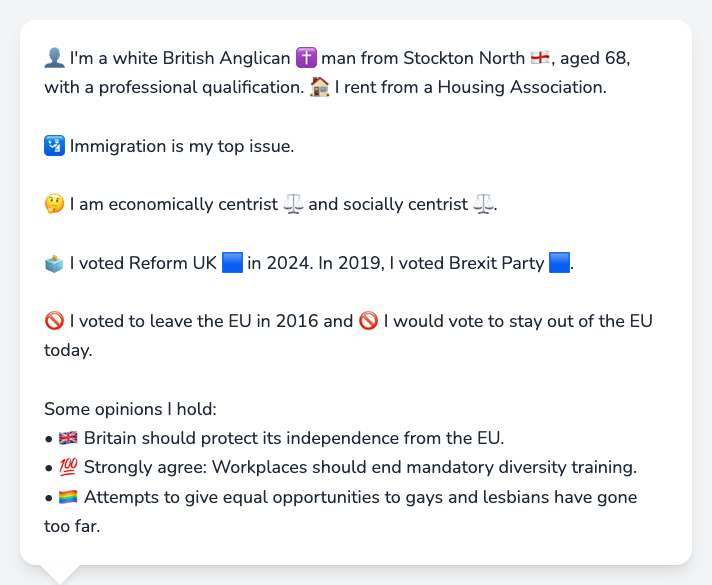 👤 I'm a white British Anglican ✝️ man from Stockton North 🏴󠁧󠁢󠁥󠁮󠁧󠁿, aged 68,
with a professional qualification. 🏠 I rent from a Housing Association.
🛂 Immigration is my top issue.
🤔 I am economically centrist ⚖️ and socially centrist ⚖️.
🗳️ I voted Reform UK 🟦 in 2024. In 2019, I voted Brexit Party 🟦.
🚫 I voted to leave the EU in 2016 and 🚫 I would vote to stay out of the EU
today.
Some opinions I hold:
• 🇬🇧 Britain should protect its independence from the EU.
• 💯 Strongly agree: Workplaces should end mandatory diversity training.
• 🏳️‍🌈 Attempts to give equal opportunities to gays and lesbians have gone
too far.